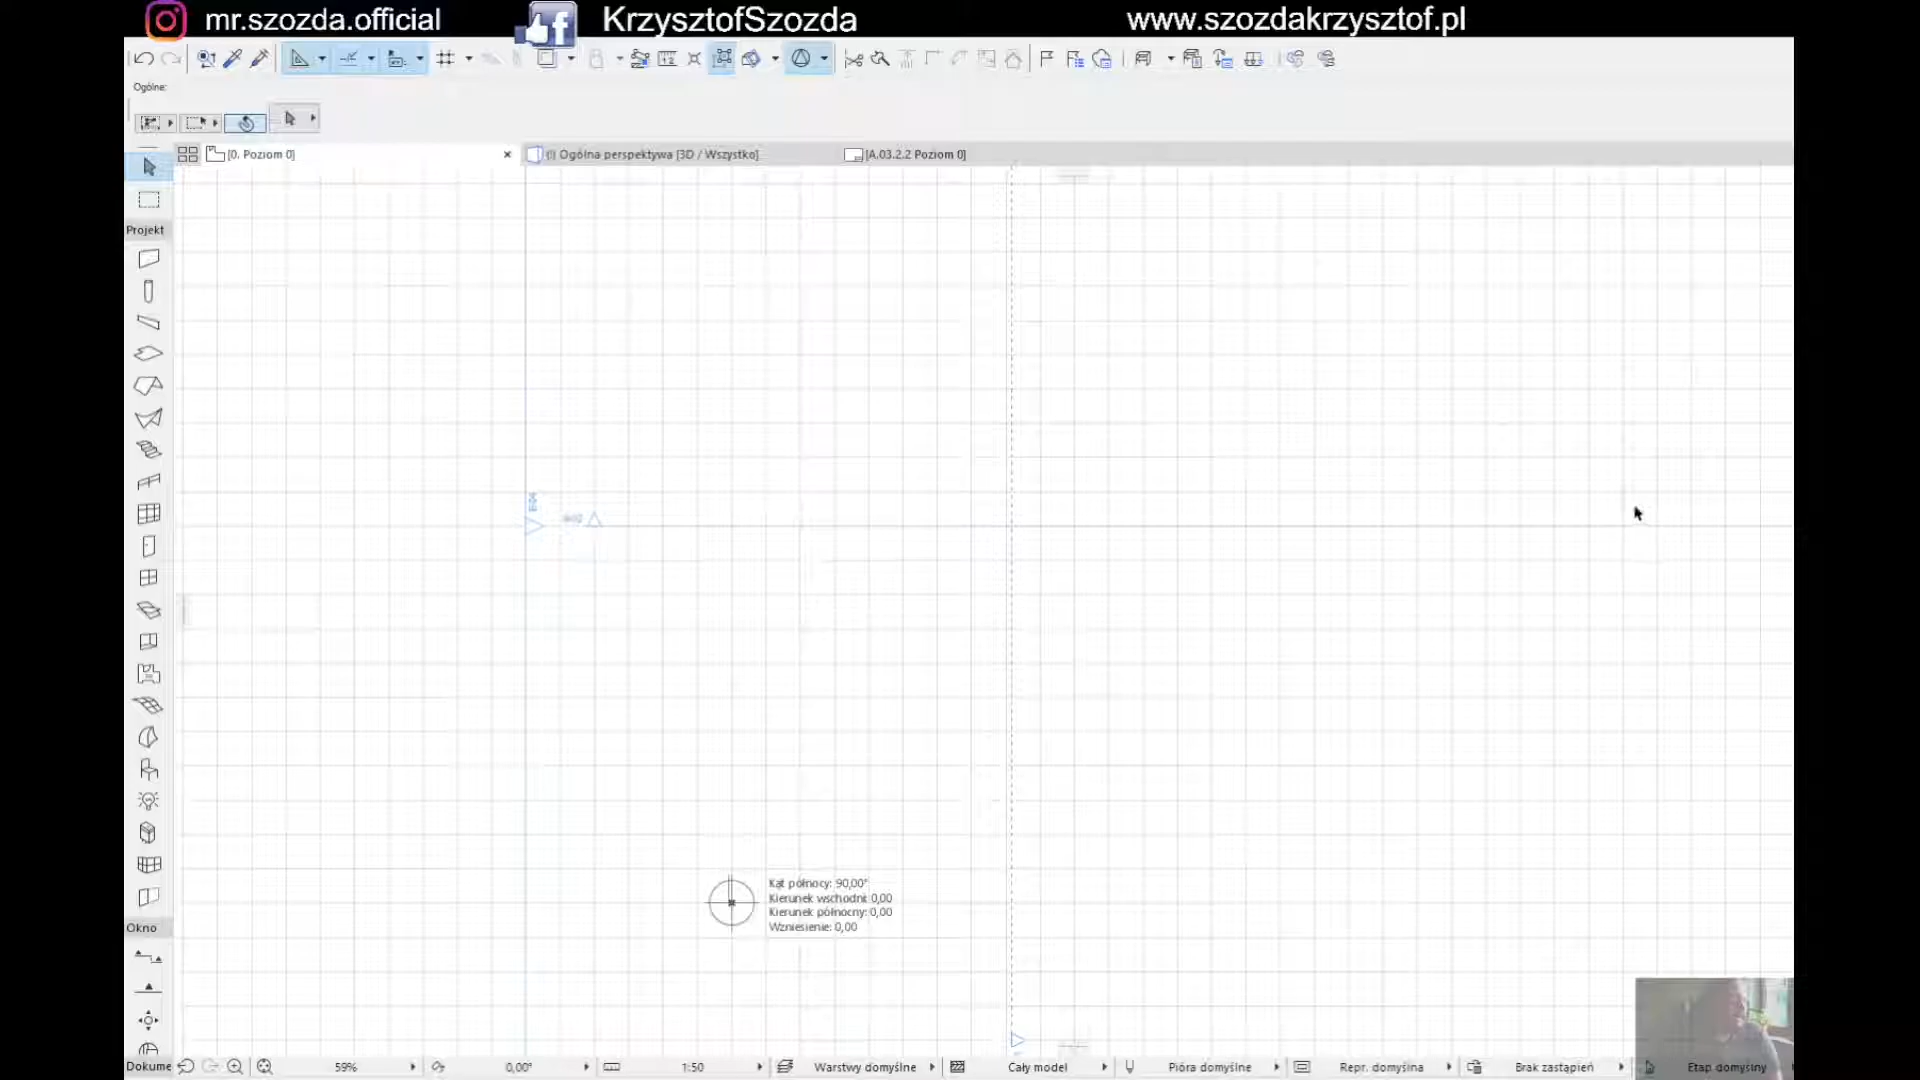 mr.szozda.official
KrzysztofSzozda
www.szozdakrzysztof.pl
Ogólne:
[0. Poziom 0]
(!) Ogólna perspektywa [3D / Wszystko]
[A.03.2.2 Poziom 0]
Projekt
Kąt północy: 90,00°
Kierunek wschodni: 0,00
Kierunek północny: 0,00
Wzniesienie: 0,00
Okno
Dokume
59%
0,00°
1:50
Warstwy domyślne
Cały model
Pióra domyślne
Repr. domyślna
Brak zastąpień
Etap domyślny